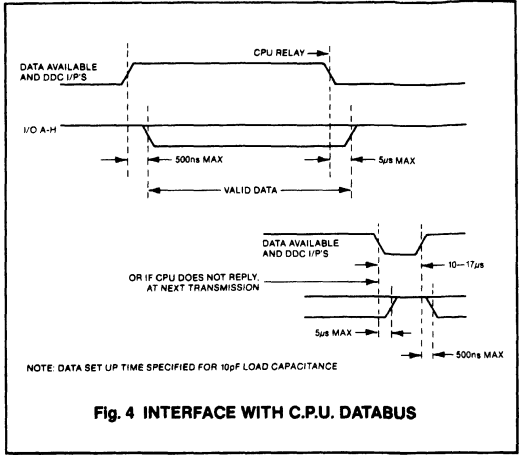 CPU RELAY
DATA AVAILABLE
AND DDC I/P'S
I/O A-H
500ns MAX
5µs MAX
VALID DATA
DATA AVAILABLE
AND DDC I/P'S
10—17µs
OR IF CPU DOES NOT REPLY,
AT NEXT TRANSMISSION
5µs MAX
500ns MAX
NOTE: DATA SET UP TIME SPECIFIED FOR 10pF LOAD CAPACITANCE
Fig. 4 INTERFACE WITH C.P.U. DATABUS